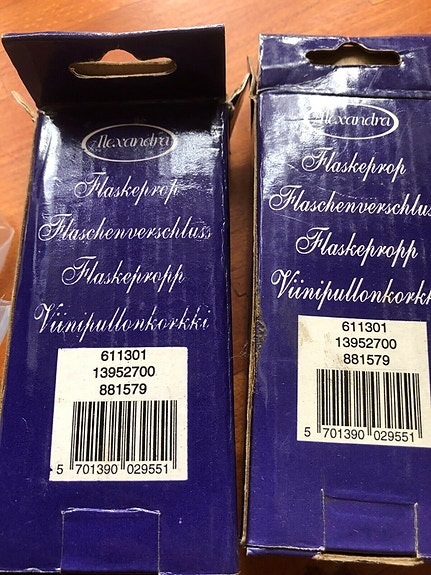 Alexandra
Flaskeprop
Flaschenverschluss
Flaskepropp
Viinipullonkorkki
611301
13952700
881579
5 701390 029551
Alexandra
Flaskeprop
Flaschenverschluss
Flaskepropp
Viinipullonkorkki
611301
13952700
881579
5 701390 029551